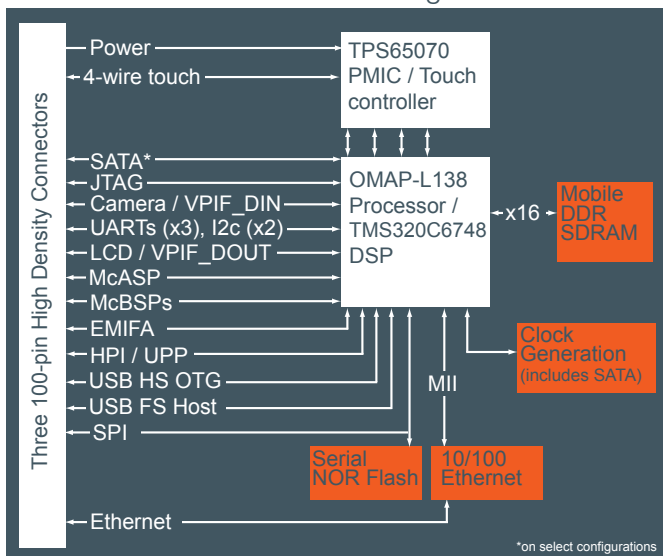 Three 100-pin High Density Connectors
Power
4-wire touch
TPS65070
PMIC / Touch
controller
SATA*
JTAG
Camera / VPIF_DIN
UARTs (x3), I2c (x2)
LCD / VPIF_DOUT
McASP
McBSPs
EMIFA
HPI / UPP
USB HS OTG
USB FS Host
SPI
Ethernet
OMAP-L138
Processor /
TMS320C6748
DSP
x16
Mobile
DDR
SDRAM
Clock
Generation
(includes SATA)
MII
Serial
NOR Flash
10/100
Ethernet
*on select configurations